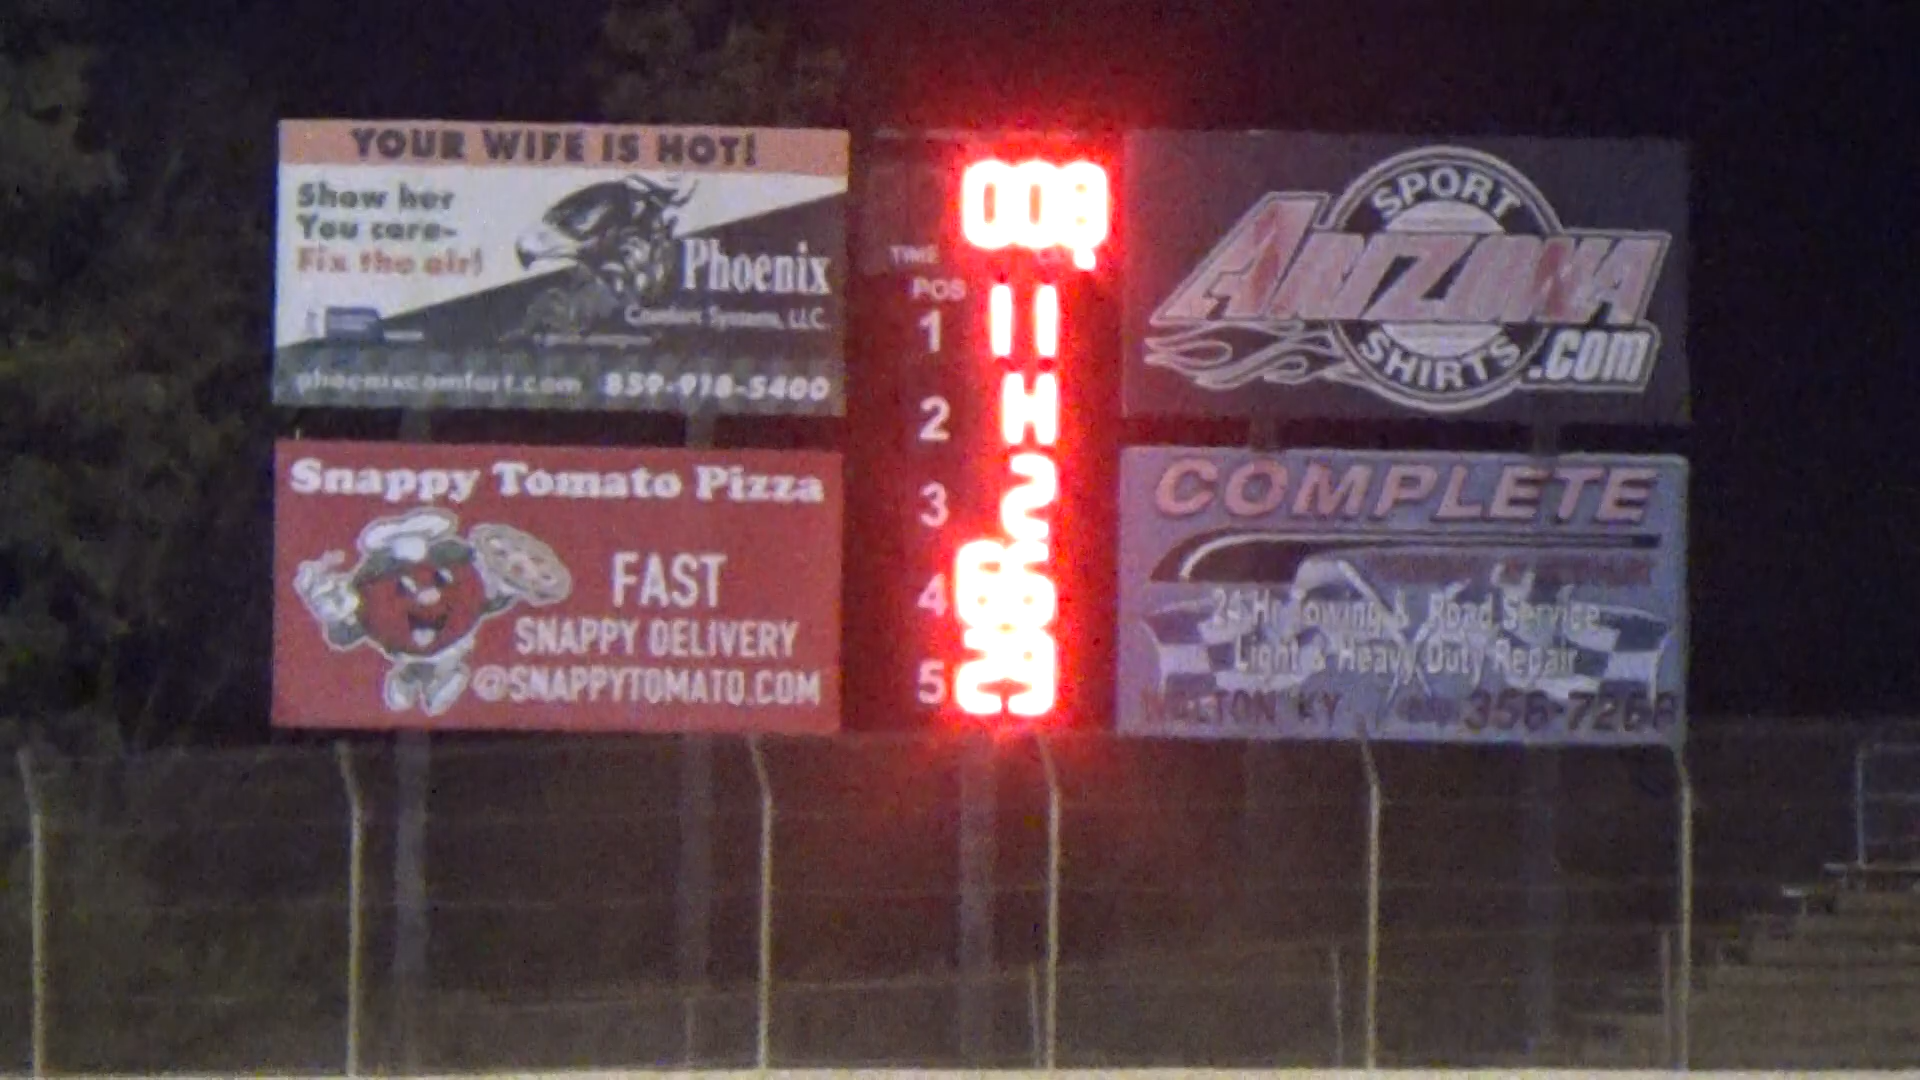 YOUR WIFE IS HOT!
Show her
You care-
Fix the air!
Phoenix
Comfort Systems, LLC.
phoenixcomfort.com 859-918-5400
Snappy Tomato Pizza
FAST
SNAPPY DELIVERY
@SNAPPYTOMATO.COM
TIME
POS
1 11
2
3
4
5
SPORT
ARIZONA
SHIRTS
.COM
COMPLETE
24 Hr Towing & Road Service
Light & Heavy Duty Repair
WALTON KY 356-7268